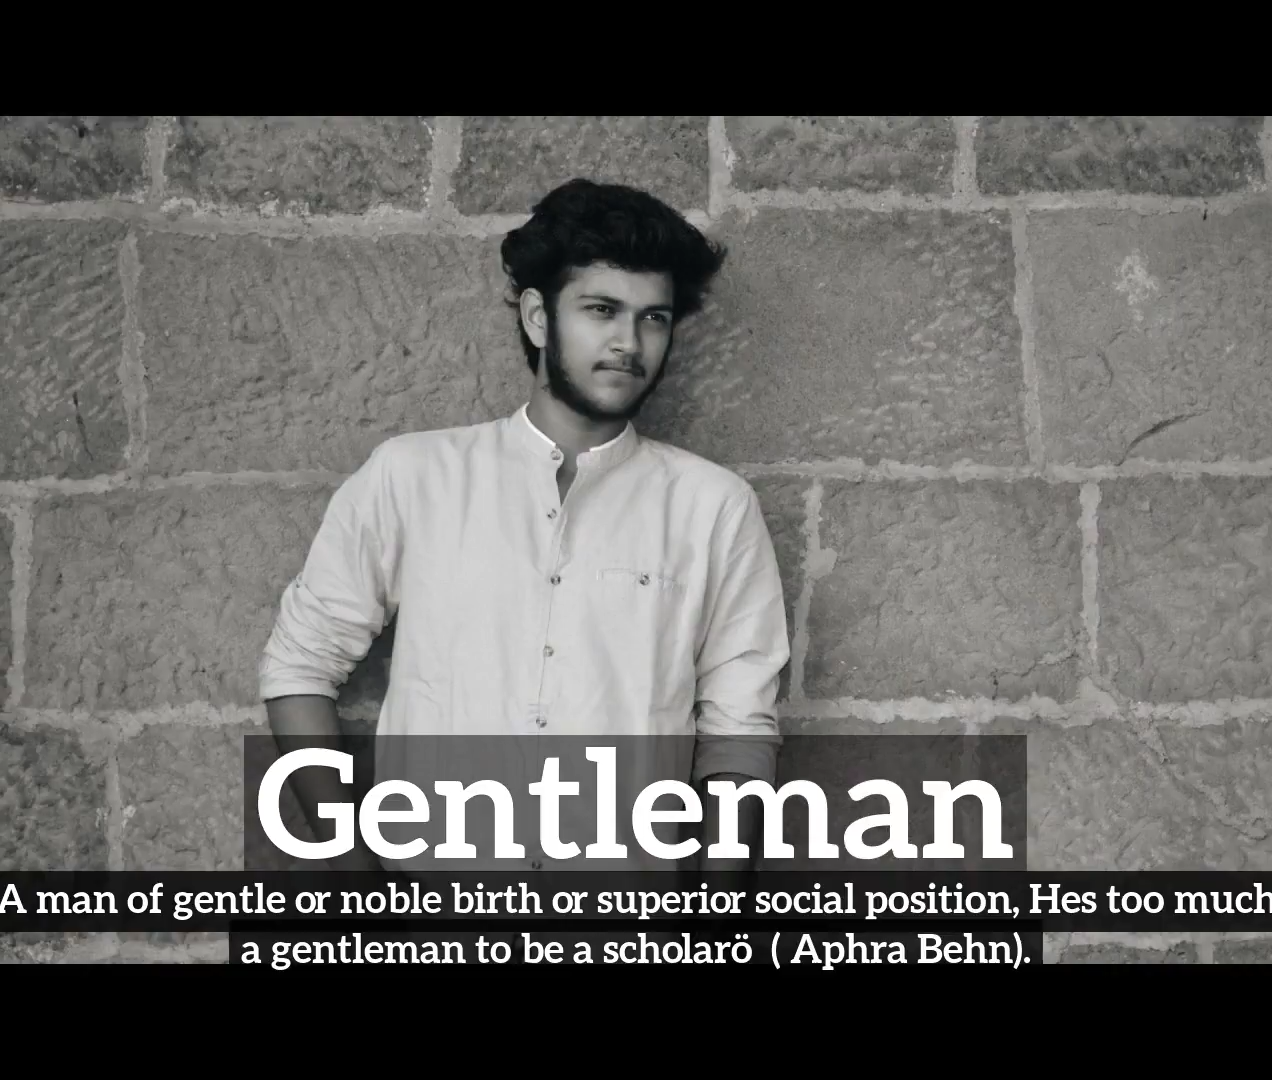 Gentleman
A man of gentle or noble birth or superior social position, Hes too much
a gentleman to be a scholarö ( Aphra Behn).